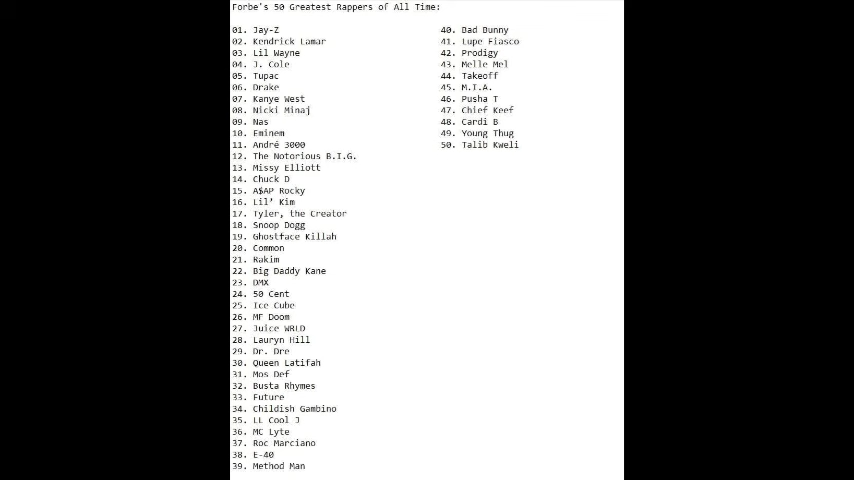 Forbe's 50 Greatest Rappers of All Time:
01. Jay-Z
02. Kendrick Lamar
03. Lil Wayne
04. J. Cole
05. Tupac
06. Drake
07. Kanye West
08. Nicki Minaj
09. Nas
10. Eminem
11. André 3000
12. The Notorious B.I.G.
13. Missy Elliott
14. Chuck D
15. A$AP Rocky
16. Lil’ Kim
17. Tyler, the Creator
18. Snoop Dogg
19. Ghostface Killah
20. Common
21. Rakim
22. Big Daddy Kane
23. DMX
24. 50 Cent
25. Ice Cube
26. MF Doom
27. Juice WRLD
28. Lauryn Hill
29. Dr. Dre
30. Queen Latifah
31. Mos Def
32. Busta Rhymes
33. Future
34. Childish Gambino
35. LL Cool J
36. MC Lyte
37. Roc Marciano
38. E-40
39. Method Man
40. Bad Bunny
41. Lupe Fiasco
42. Prodigy
43. Melle Mel
44. Takeoff
45. M.I.A.
46. Pusha T
47. Chief Keef
48. Cardi B
49. Young Thug
50. Talib Kweli